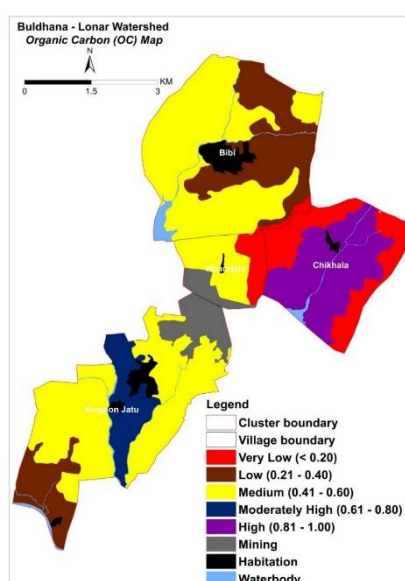 Buldhana - Lonar Watershed
Organic Carbon (OC) Map
N
KM
0 1.5 3
Bibi
Chikhala
Jatu
Legend
Cluster boundary
Village boundary
Very Low (< 0.20)
Low (0.21 - 0.40)
Medium (0.41 - 0.60)
Moderately High (0.61 - 0.80)
High (0.81 - 1.00)
Mining
Habitation
Waterbody